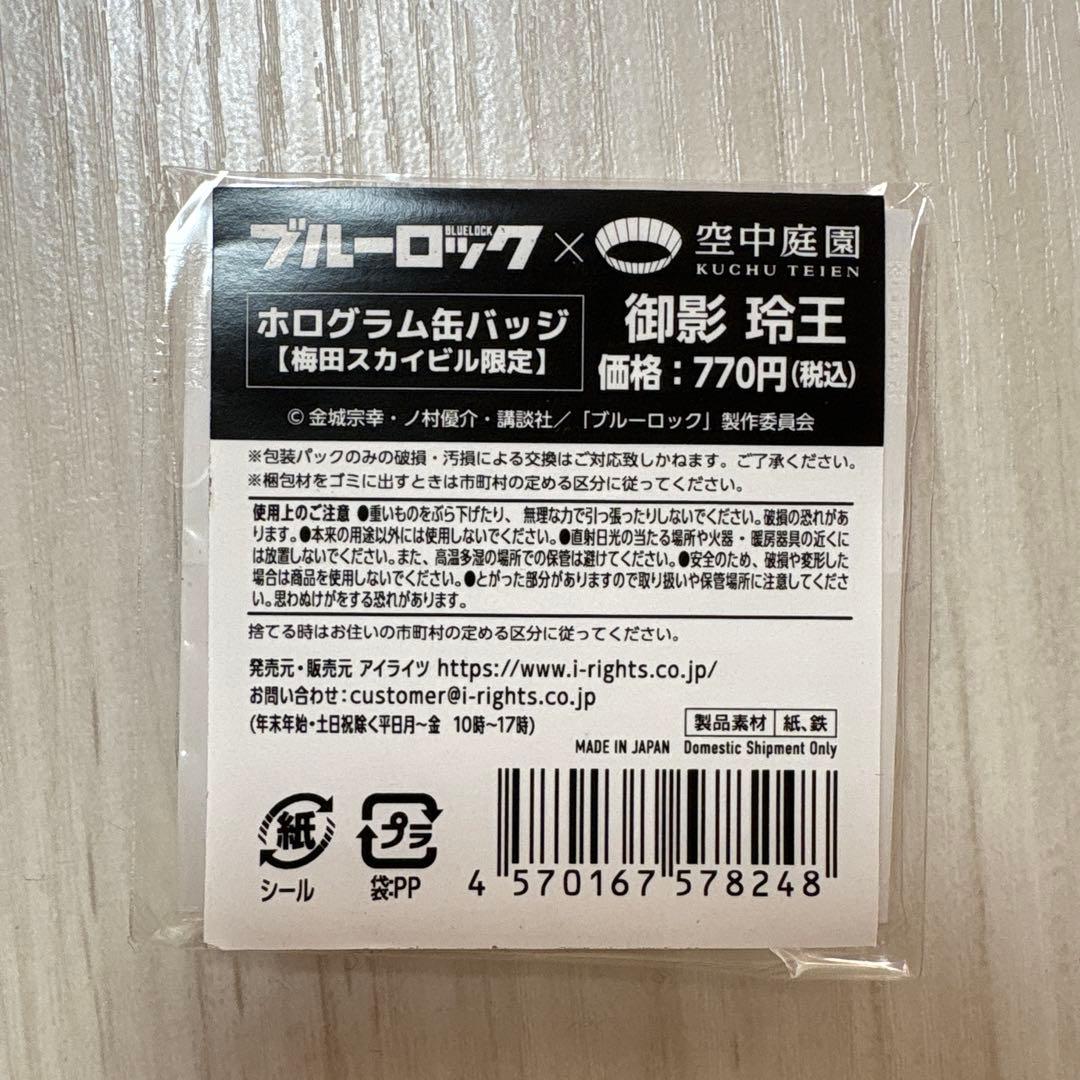 ブルーロック BLUELOCK × 空中庭園
KUCHU TEIEN
ホログラム缶バッジ
【梅田スカイビル限定】
御影 玲王
価格：770円(税込)
© 金城宗幸・ノ村優介・講談社／「ブルーロック」製作委員会
※包装パックのみの破損・汚損による交換はご対応致しかねます。ご了承ください。
※梱包材をゴミに出すときは市町村の定める区分に従ってください。
使用上のご注意 ●重いものをぶら下げたり、無理な力で引っ張ったりしないでください。破損の恐れがあ
ります。●本来の用途以外には使用しないでください。●直射日光の当たる場所や火器・暖房器具の近くに
は放置しないでください。また、高温多湿の場所での保管は避けてください。●安全のため、破損や変形した
場合は商品を使用しないでください。●とがった部分がありますので取り扱いや保管場所に注意してくださ
い。思わぬけがをする恐れがあります。
捨てる時はお住いの市町村の定める区分に従ってください。
発売元・販売元 アイライツ https://www.i-rights.co.jp/
お問い合わせ：customer@i-rights.co.jp
(年末年始・土日祝除く平日月〜金 10時〜17時)
製品素材 紙、鉄
MADE IN JAPAN Domestic Shipment Only
紙
シール
プラ
袋:PP
4 570167 578248